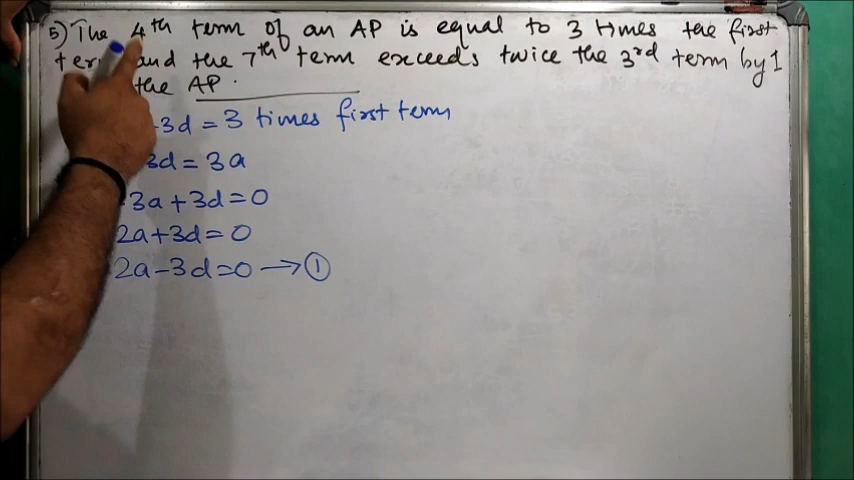 5) The 4th term of an AP is equal to 3 times the first
ter and the 7th term exceeds twice the 3rd term by 1
the AP.
-3d = 3 times first term
3d = 3a
3a + 3d = 0
2a + 3d = 0
2a - 3d = 0 → ①